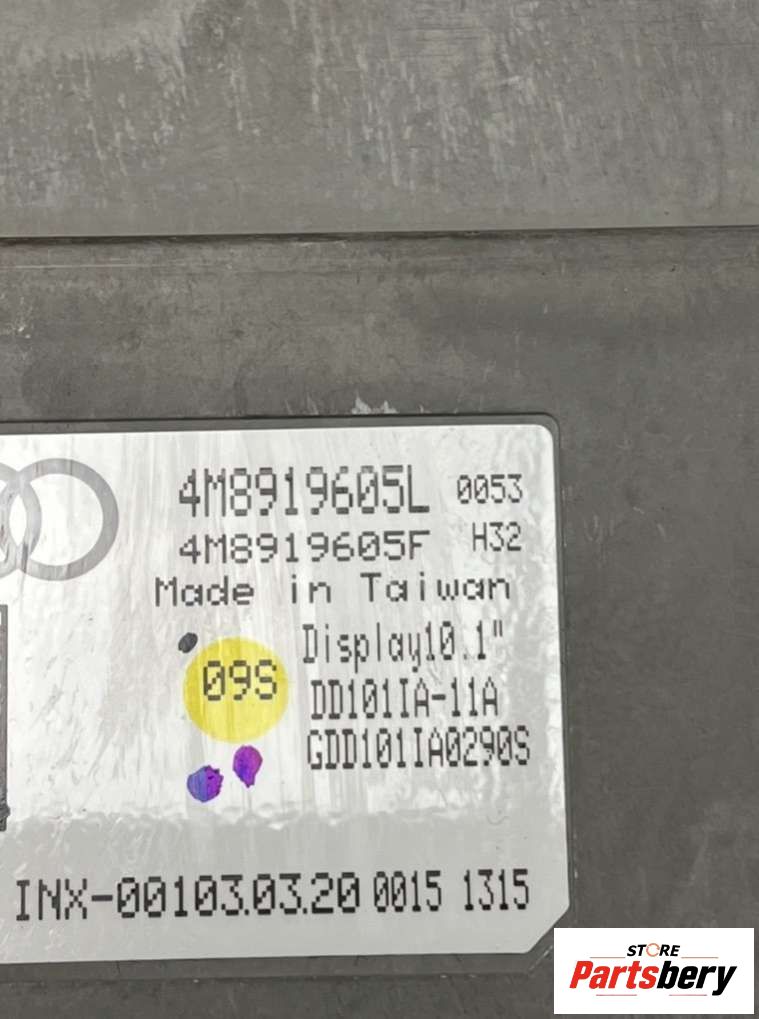 4M8919605L 0053
4M8919605F H32
Made in Taiwan
Display10.1"
09S
DD101IA-11A
GDD101IA0290S
INX-00103.03.20 0015 1315
STORE
Partsbery